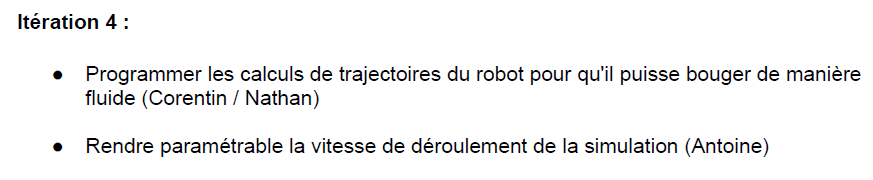 Itération 4 :
● Programmer les calculs de trajectoires du robot pour qu'il puisse bouger de manière
fluide (Corentin / Nathan)
● Rendre paramétrable la vitesse de déroulement de la simulation (Antoine)